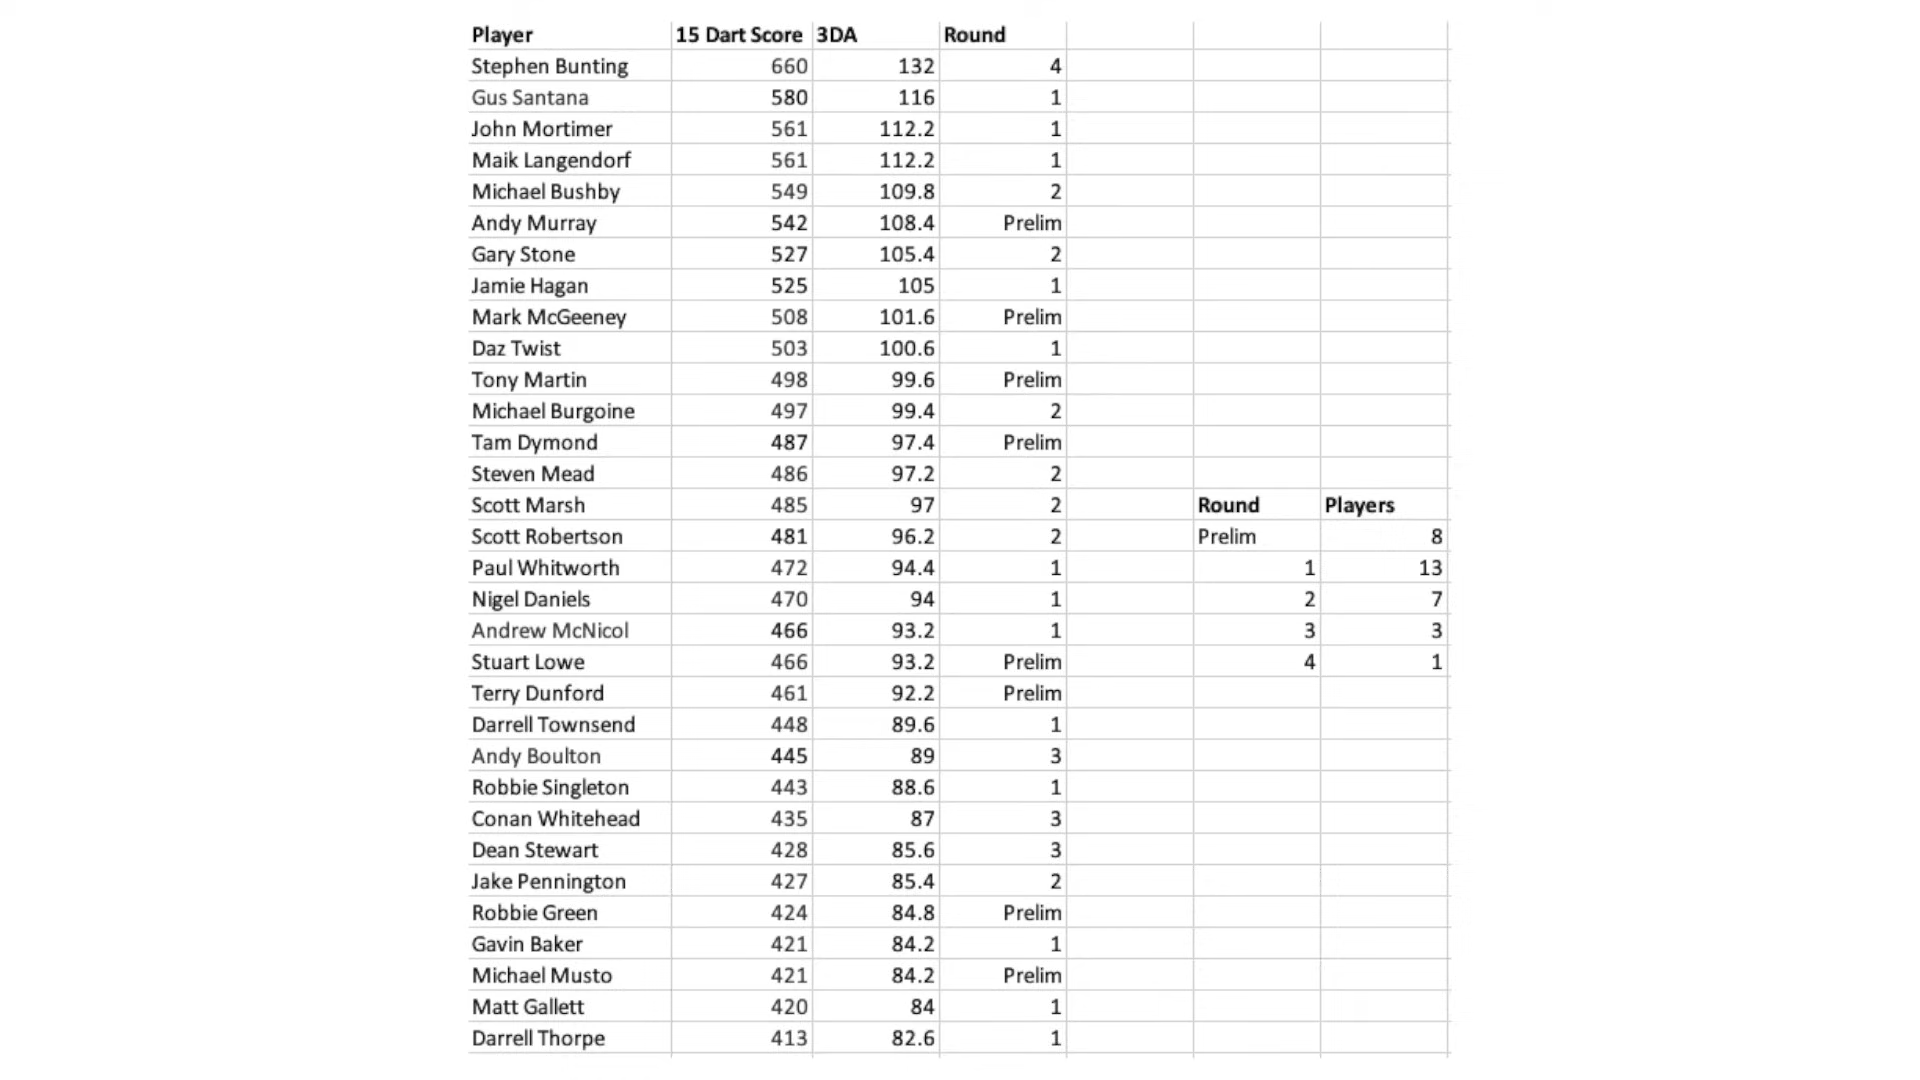 Player 15 Dart Score 3DA Round
Stephen Bunting 660 132 4
Gus Santana 580 116 1
John Mortimer 561 112.2 1
Maik Langendorf 561 112.2 1
Michael Bushby 549 109.8 2
Andy Murray 542 108.4 Prelim
Gary Stone 527 105.4 2
Jamie Hagan 525 105 1
Mark McGeeney 508 101.6 Prelim
Daz Twist 503 100.6 1
Tony Martin 498 99.6 Prelim
Michael Burgoine 497 99.4 2
Tam Dymond 487 97.4 Prelim
Steven Mead 486 97.2 2
Scott Marsh 485 97 2 Round Players
Scott Robertson 481 96.2 2 Prelim 8
Paul Whitworth 472 94.4 1 1 13
Nigel Daniels 470 94 1 2 7
Andrew McNicol 466 93.2 1 3 3
Stuart Lowe 466 93.2 Prelim 4 1
Terry Dunford 461 92.2 Prelim
Darrell Townsend 448 89.6 1
Andy Boulton 445 89 3
Robbie Singleton 443 88.6 1
Conan Whitehead 435 87 3
Dean Stewart 428 85.6 3
Jake Pennington 427 85.4 2
Robbie Green 424 84.8 Prelim
Gavin Baker 421 84.2 1
Michael Musto 421 84.2 Prelim
Matt Gallett 420 84 1
Darrell Thorpe 413 82.6 1